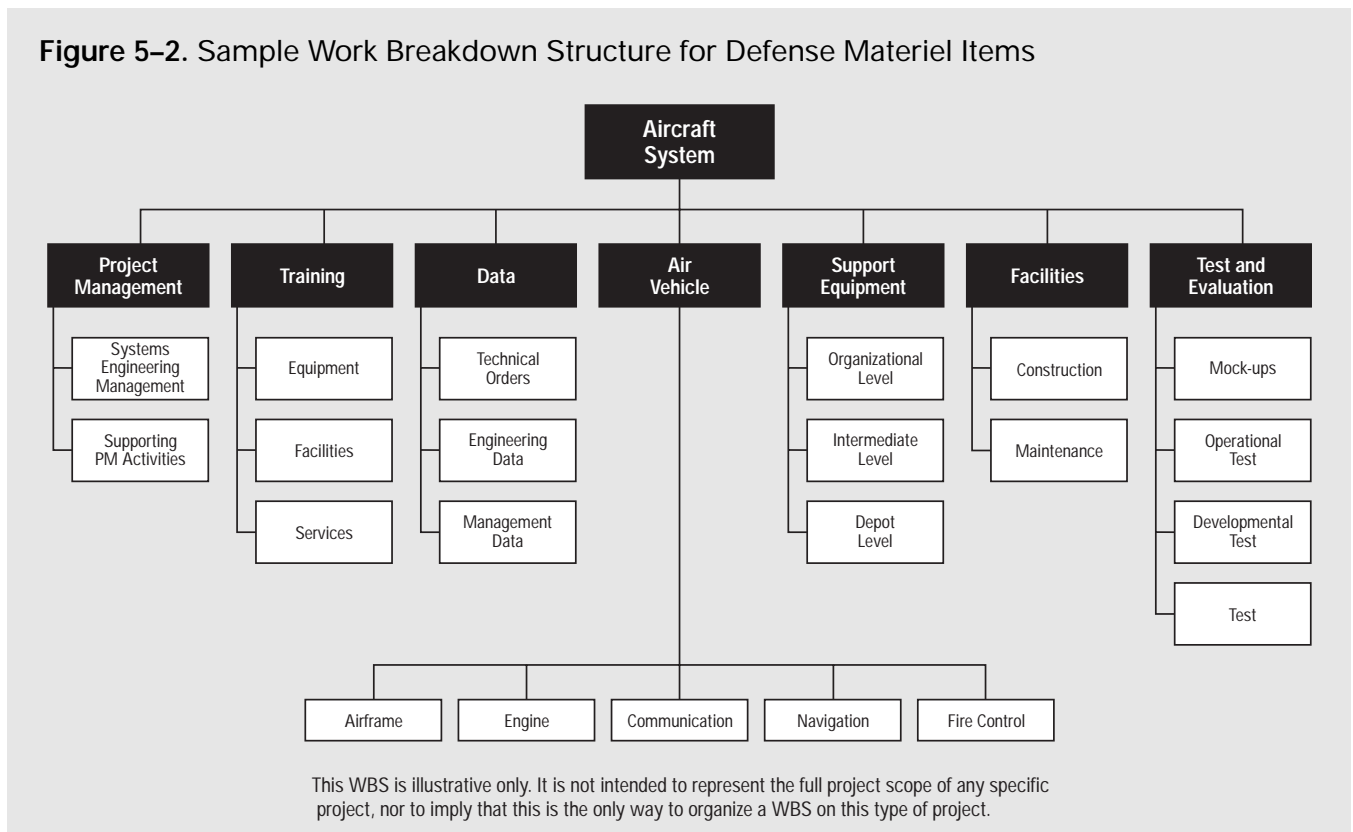 Figure 5–2. Sample Work Breakdown Structure for Defense Materiel Items
Aircraft
System
Project
Management
Training
Data
Air
Vehicle
Support
Equipment
Facilities
Test and
Evaluation
Systems
Engineering
Management
Supporting
PM Activities
Equipment
Facilities
Services
Technical
Orders
Engineering
Data
Management
Data
Organizational
Level
Intermediate
Level
Depot
Level
Construction
Maintenance
Mock-ups
Operational
Test
Developmental
Test
Test
Airframe
Engine
Communication
Navigation
Fire Control
This WBS is illustrative only. It is not intended to represent the full project scope of any specific
project, nor to imply that this is the only way to organize a WBS on this type of project.